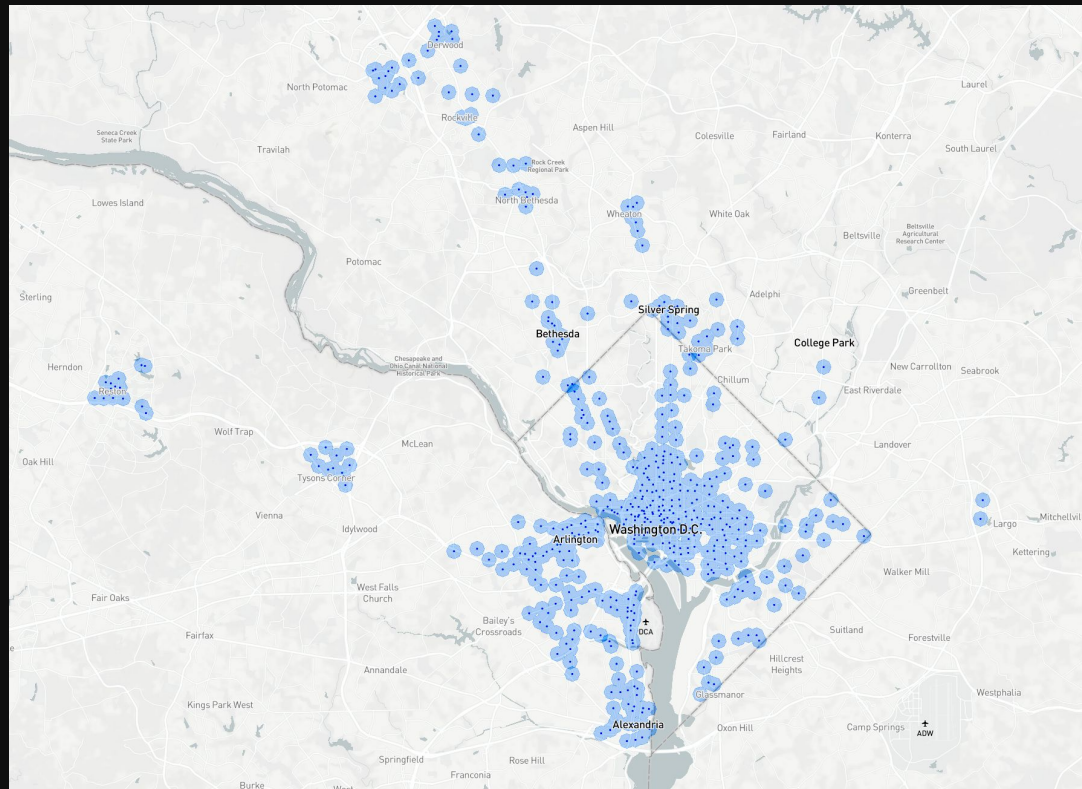 Derwood
North Potomac
Laurel
Rockville
Aspen Hill
Colesville
Fairland
Konterra
Seneca Creek
State Park
Travilah
South Laurel
Rock Creek
Regional Park
Lowes Island
North Bethesda
Wheaton
White Oak
Beltsville
Beltsville
Agricultural
Research Center
Potomac
Sterling
Adelphi
Greenbelt
Silver Spring
Bethesda
Takoma Park
College Park
Herndon
Chesapeake and
Ohio Canal National
Historical Park
New Carrollton
Seabrook
Chillum
East Riverdale
Reston
Wolf Trap
McLean
Landover
Oak Hill
Tysons Corner
Vienna
Idylwood
Washington D.C.
Arlington
Largo
Mitchellvil
Kettering
Walker Mill
West Falls
Church
Fair Oaks
Bailey's
Crossroads
DCA
Fairfax
Suitland
Forestville
Annandale
Hillcrest
Heights
Glassmanor
Westphalia
Kings Park West
Alexandria
Oxon Hill
Camp Springs
ADW
Springfield
Rose Hill
Franconia
Burke